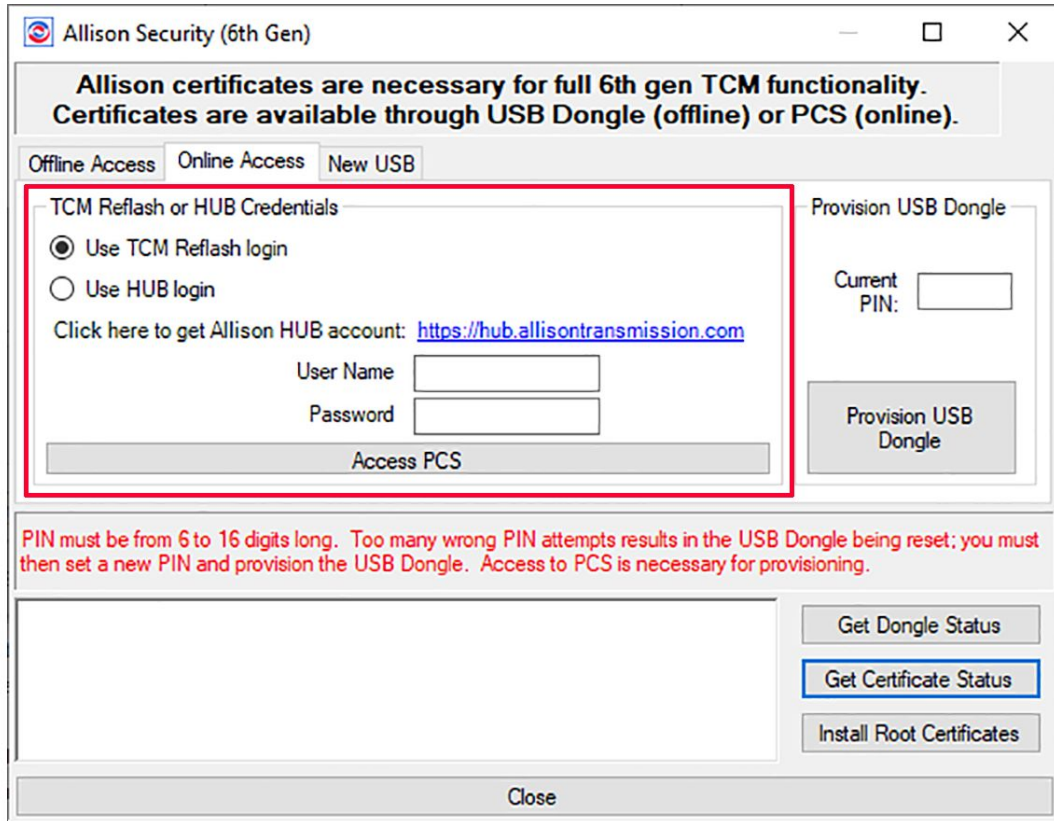 Allison Security (6th Gen)
Allison certificates are necessary for full 6th gen TCM functionality.
Certificates are available through USB Dongle (offline) or PCS (online).
Offline Access
Online Access
New USB
TCM Reflash or HUB Credentials
Use TCM Reflash login
Use HUB login
Click here to get Allison HUB account: https://hub.allisontransmission.com
User Name
Password
Access PCS
Provision USB Dongle
Current
PIN:
Provision USB
Dongle
PIN must be from 6 to 16 digits long. Too many wrong PIN attempts results in the USB Dongle being reset; you must
then set a new PIN and provision the USB Dongle. Access to PCS is necessary for provisioning.
Get Dongle Status
Get Certificate Status
Install Root Certificates
Close